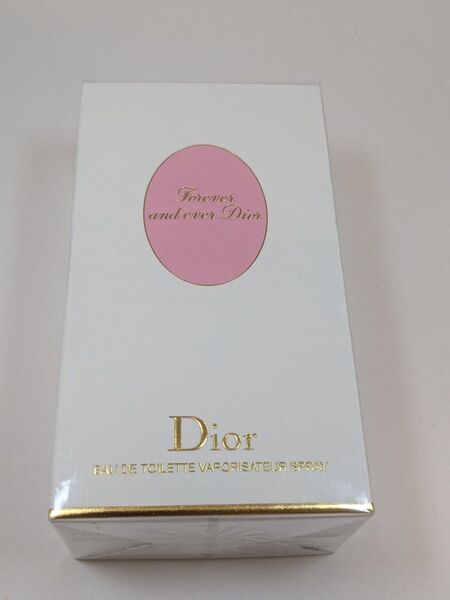 Forever
and ever Dior
Dior
EAU DE TOILETTE VAPORISATEUR SPRAY